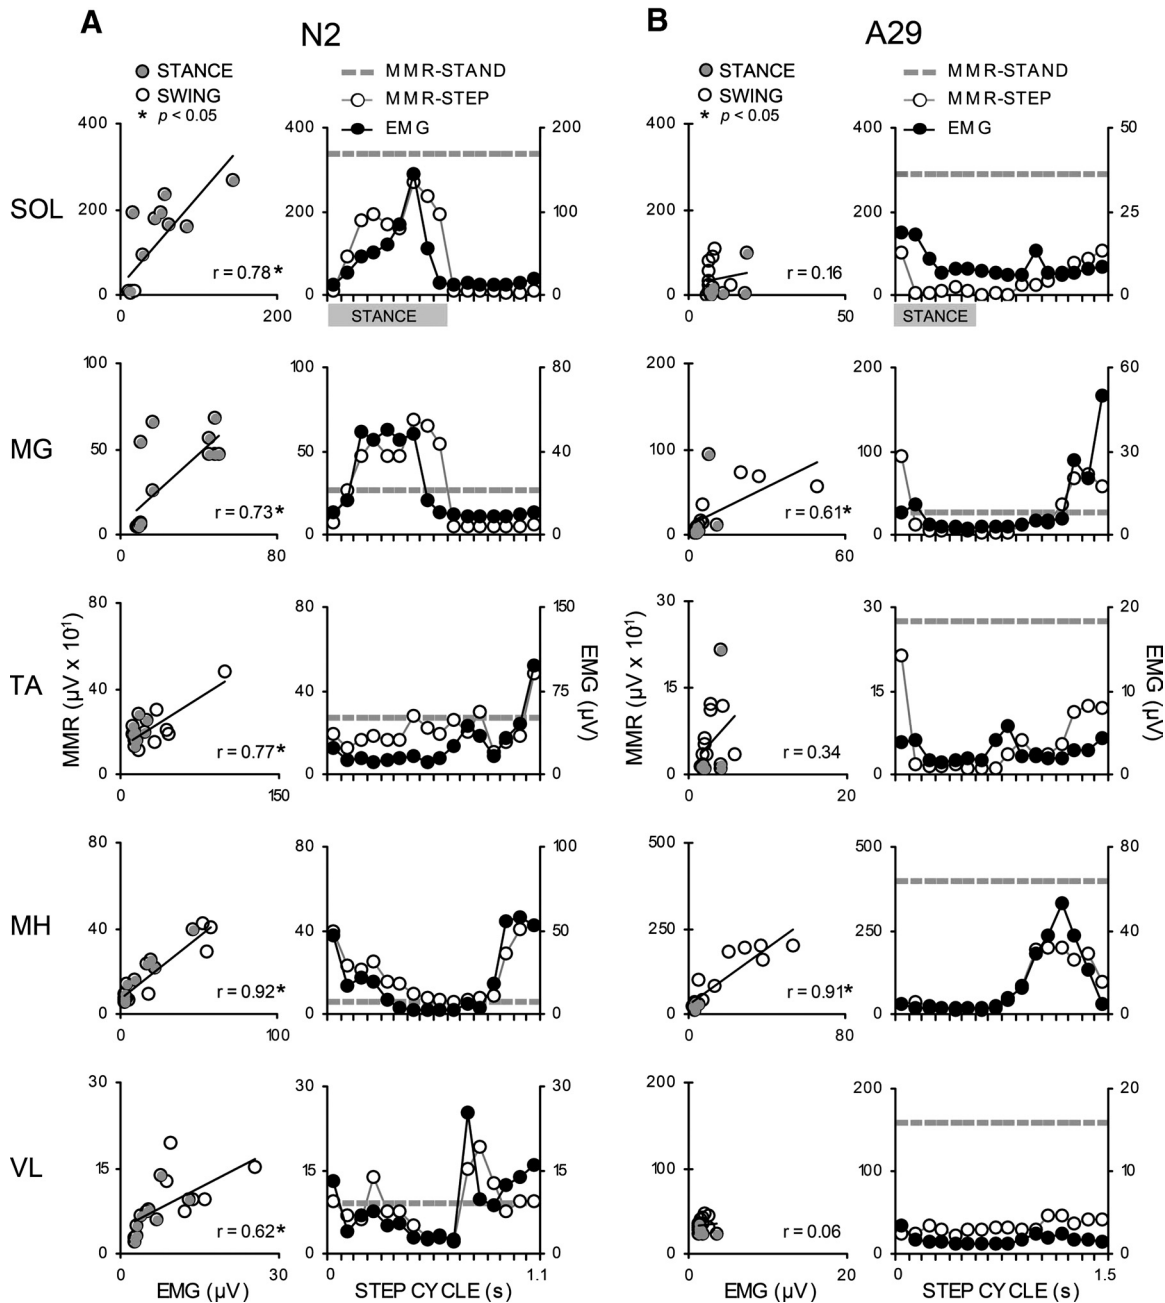 A
N2
B
A29
STANCE
SWING
* p < 0.05
MMR-STAND
MMR-STEP
EMG
STANCE
SWING
* p < 0.05
MMR-STAND
MMR-STEP
EMG
SOL
400
200
0
0
200
r = 0.78*
400
200
0
200
100
0
STANCE
400
200
0
0
50
r = 0.16
400
200
0
50
25
0
STANCE
MG
100
50
0
0
80
r = 0.73*
100
50
0
80
40
0
200
100
0
0
60
r = 0.61*
200
100
0
60
30
0
TA
MMR (µV x 10-1)
80
40
0
0
150
r = 0.77*
80
40
0
150
75
0
EMG (µV)
MMR (µV x 10-1)
30
15
0
0
20
r = 0.34
30
15
0
20
10
0
EMG (µV)
MH
80
40
0
0
100
r = 0.92*
80
40
0
100
50
0
500
250
0
0
80
r = 0.91*
500
250
0
80
40
0
VL
30
15
0
0
30
r = 0.62*
EMG (µV)
30
15
0
30
15
0
0
1.1
STEP CYCLE (s)
200
100
0
0
20
r = 0.06
EMG (µV)
200
100
0
20
10
0
0
1.5
STEP CYCLE (s)